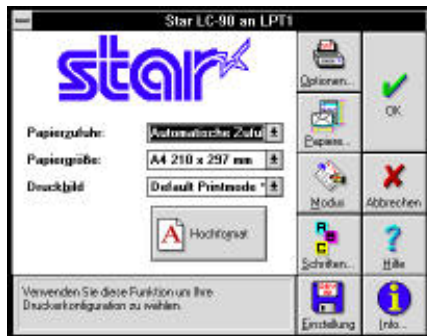 Star LC-90 an LPT1
star
Optionen...
OK
Papierzufuhr:
Automatische Zufu
Papiere...
Papiergröße:
A4 210 x 297 mm
Druckbild
Default Printmode *
Modus
Abbrechen
A
Hochformat
A
B
C
Schriften...
?
Hilfe
Verwenden Sie diese Funktion um Ihre
Druckerkonfiguration zu wählen.
Einstellung
i
Info...